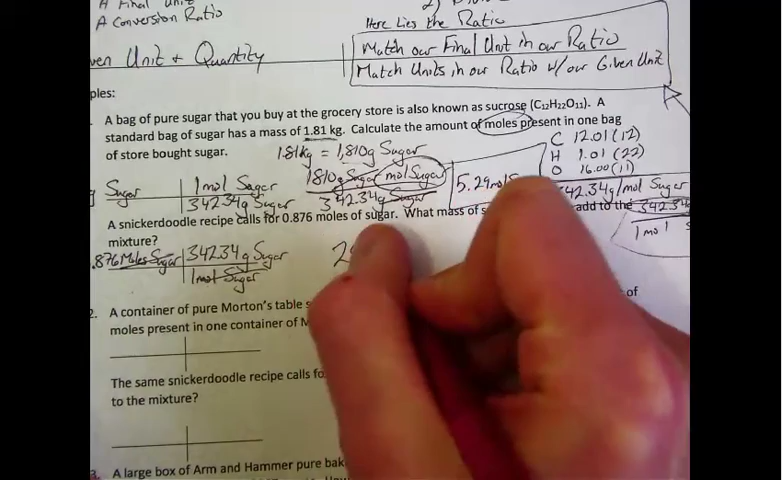 A Final Unit
A Conversion Ratio
Here Lies the Ratio
ven Unit + Quantity
Match our Final Unit in our Ratio
Match Units in our Ratio w/our Given Unit
ples:
A bag of pure sugar that you buy at the grocery store is also known as sucrose (C12H22O11). A
standard bag of sugar has a mass of 1.81 kg. Calculate the amount of moles present in one bag
of store bought sugar.
1.81kg = 1,810g Sugar
C 12.01 (12)
H 1.01 (22)
O 16.00 (11)
Sugar 1 mol Sugar
342.34g Sugar
1810g Sugar mol Sugar
342.34g Sugar
5.29mol S
342.34g/mol Sugar
A snickerdoodle recipe calls for 0.876 moles of sugar. What mass of s add to the
mixture?
342.34
1 mol S
.876 Moles Sugar 342.34 g Sugar
1 mol Sugar
2
2. A container of pure Morton's table s of
moles present in one container of M
The same snickerdoodle recipe calls fo
to the mixture?
3. A large box of Arm and Hammer pure bak